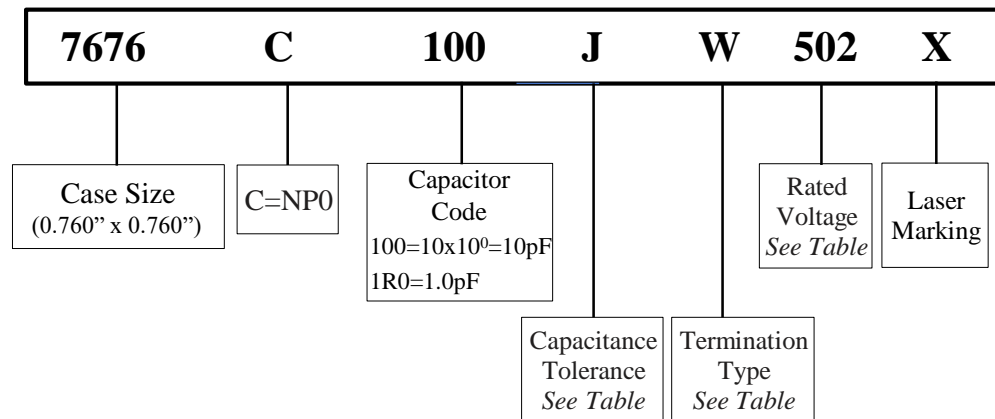 7676 C 100 J W 502 X
Case Size
(0.760” x 0.760”)
C=NP0
Capacitor
Code
100=10x10⁰=10pF
1R0=1.0pF
Rated
Voltage
See Table
Laser
Marking
Capacitance
Tolerance
See Table
Termination
Type
See Table